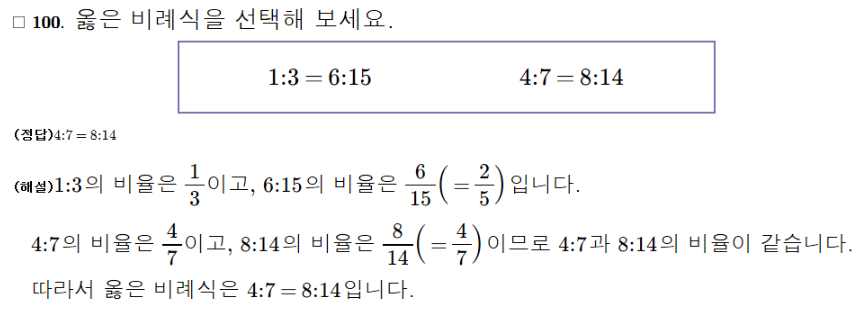 □ 100. 옳은 비례식을 선택해 보세요.
1:3=6:15 4:7=8:14
(정답)4:7=8:14
(해설)1:3의 비율은 1/3이고, 6:15의 비율은 6/15(=2/5)입니다.
4:7의 비율은 4/7이고, 8:14의 비율은 8/14(=4/7)이므로 4:7과 8:14의 비율이 같습니다.
따라서 옳은 비례식은 4:7=8:14입니다.